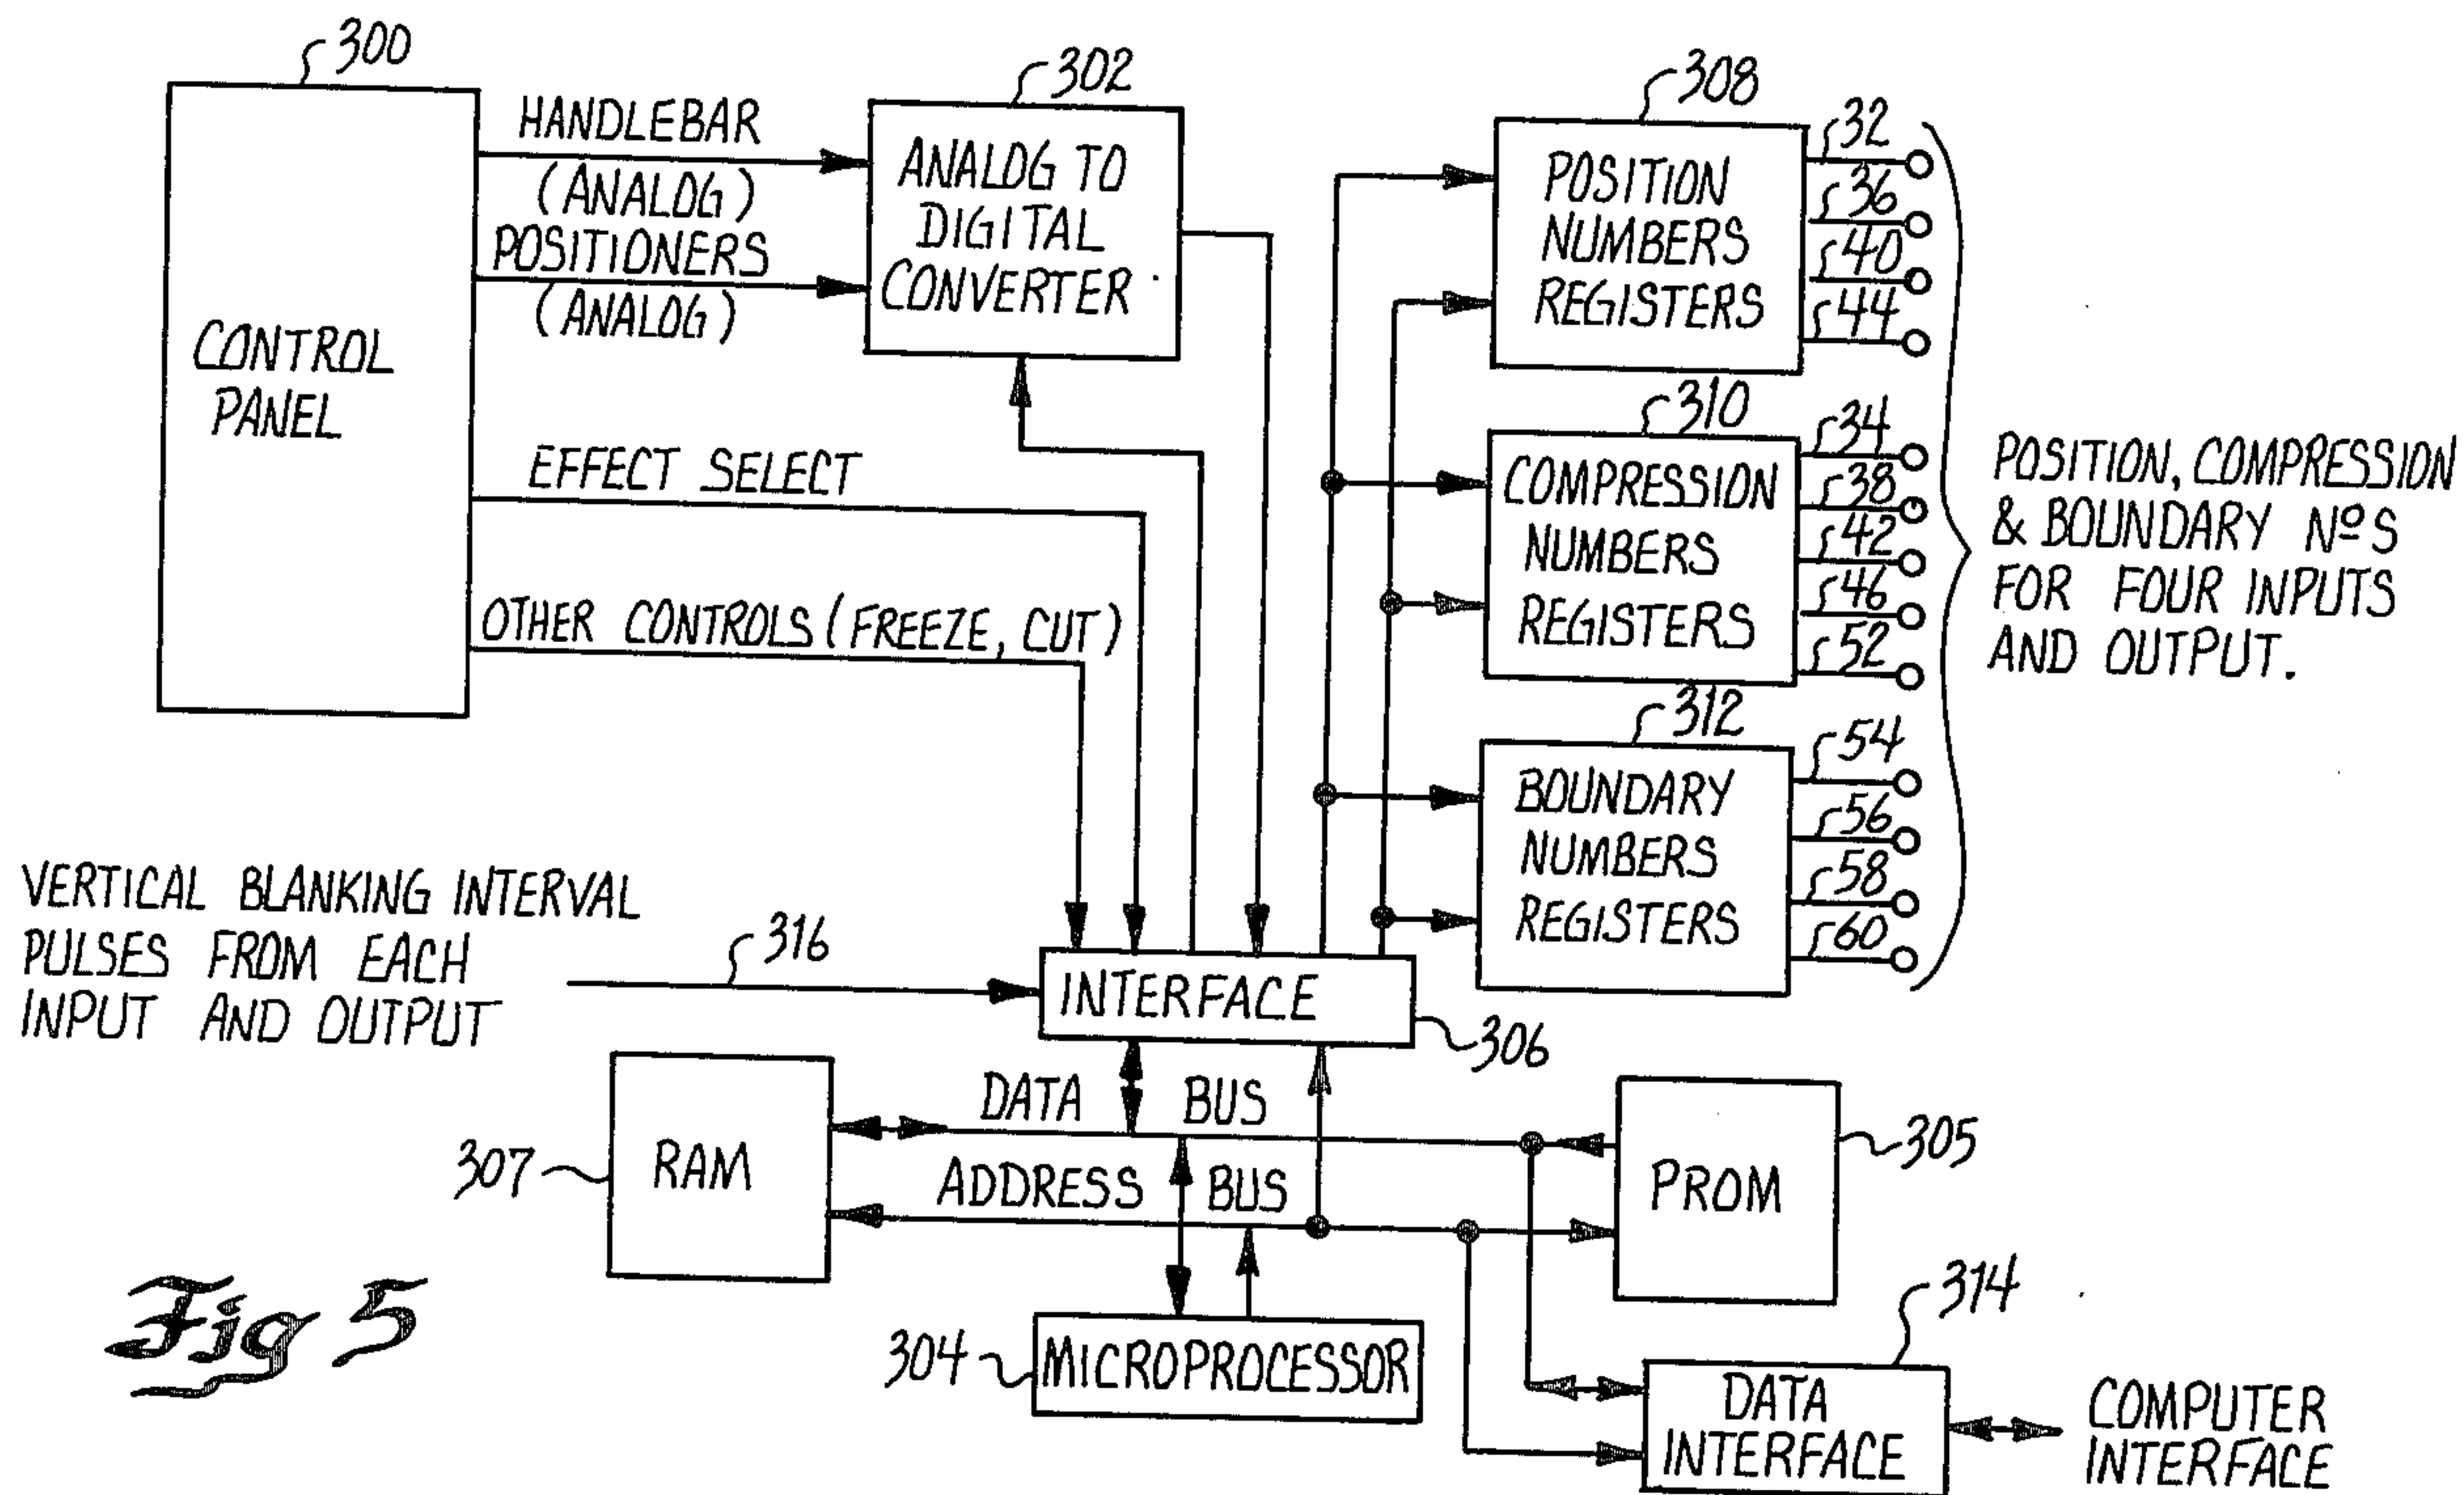 300
CONTROL
PANEL
HANDLEBAR
(ANALOG)
POSITIONERS
(ANALOG)
EFFECT SELECT
OTHER CONTROLS (FREEZE, CUT)
302
ANALOG TO
DIGITAL
CONVERTER
308
POSITION
NUMBERS
REGISTERS
32
36
40
44
310
COMPRESSION
NUMBERS
REGISTERS
34
38
42
46
52
312
BOUNDARY
NUMBERS
REGISTERS
54
56
58
60
POSITION, COMPRESSION
& BOUNDARY NºS
FOR FOUR INPUTS
AND OUTPUT.
VERTICAL BLANKING INTERVAL
PULSES FROM EACH
INPUT AND OUTPUT
316
INTERFACE
306
DATA BUS
ADDRESS BUS
307
RAM
PROM
305
304
MICROPROCESSOR
314
DATA
INTERFACE
COMPUTER
INTERFACE
Fig 5